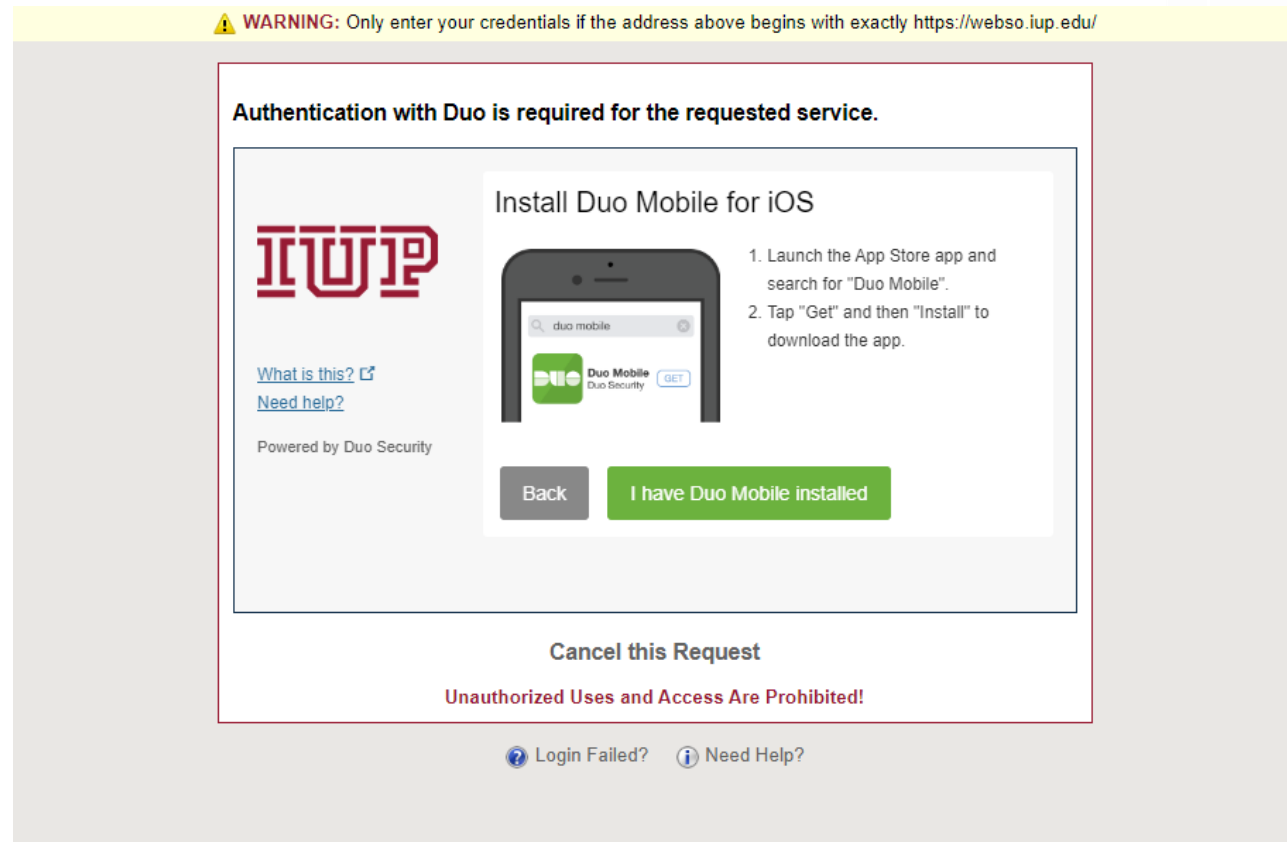 WARNING: Only enter your credentials if the address above begins with exactly https://webso.iup.edu/
Authentication with Duo is required for the requested service.
IUP
What is this?
Need help?
Powered by Duo Security
Install Duo Mobile for iOS
duo mobile
DUO
Duo Mobile
Duo Security
GET
1. Launch the App Store app and
search for "Duo Mobile".
2. Tap "Get" and then "Install" to
download the app.
Back
I have Duo Mobile installed
Cancel this Request
Unauthorized Uses and Access Are Prohibited!
Login Failed?
Need Help?